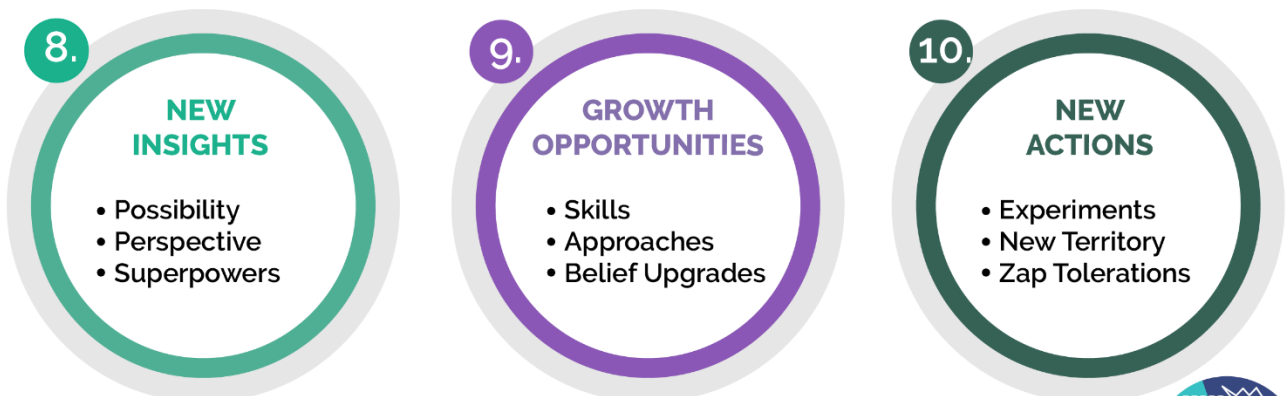 8.
NEW
INSIGHTS
• Possibility
• Perspective
• Superpowers
9.
GROWTH
OPPORTUNITIES
• Skills
• Approaches
• Belief Upgrades
10.
NEW
ACTIONS
• Experiments
• New Territory
• Zap Tolerations